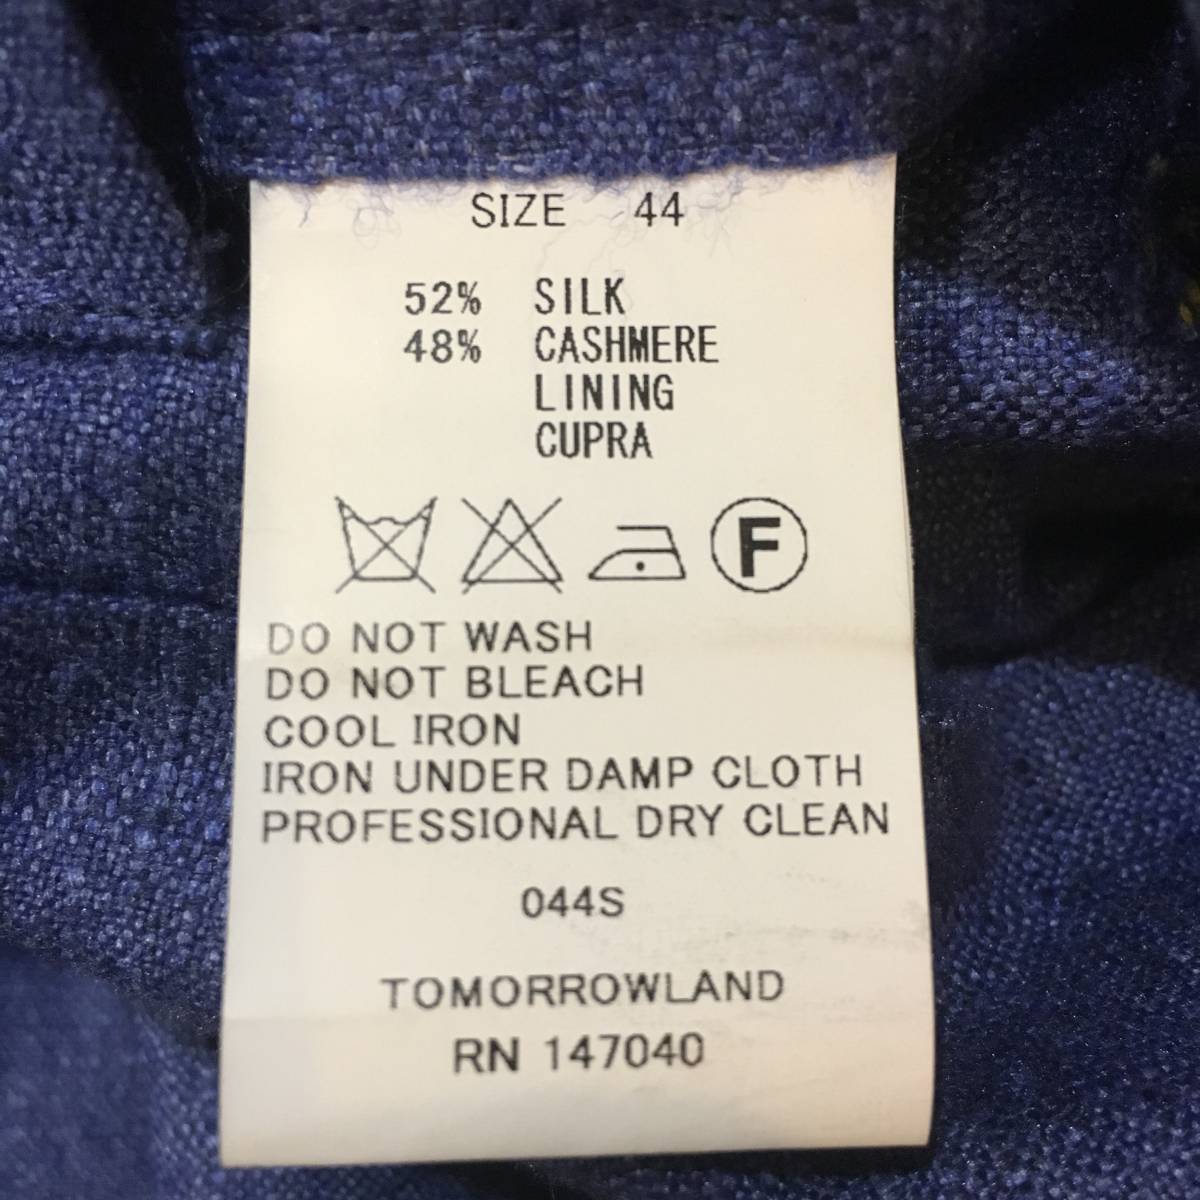 SIZE 44
52% SILK
48% CASHMERE
LINING
CUPRA
F
DO NOT WASH
DO NOT BLEACH
COOL IRON
IRON UNDER DAMP CLOTH
PROFESSIONAL DRY CLEAN
044S
TOMORROWLAND
RN 147040